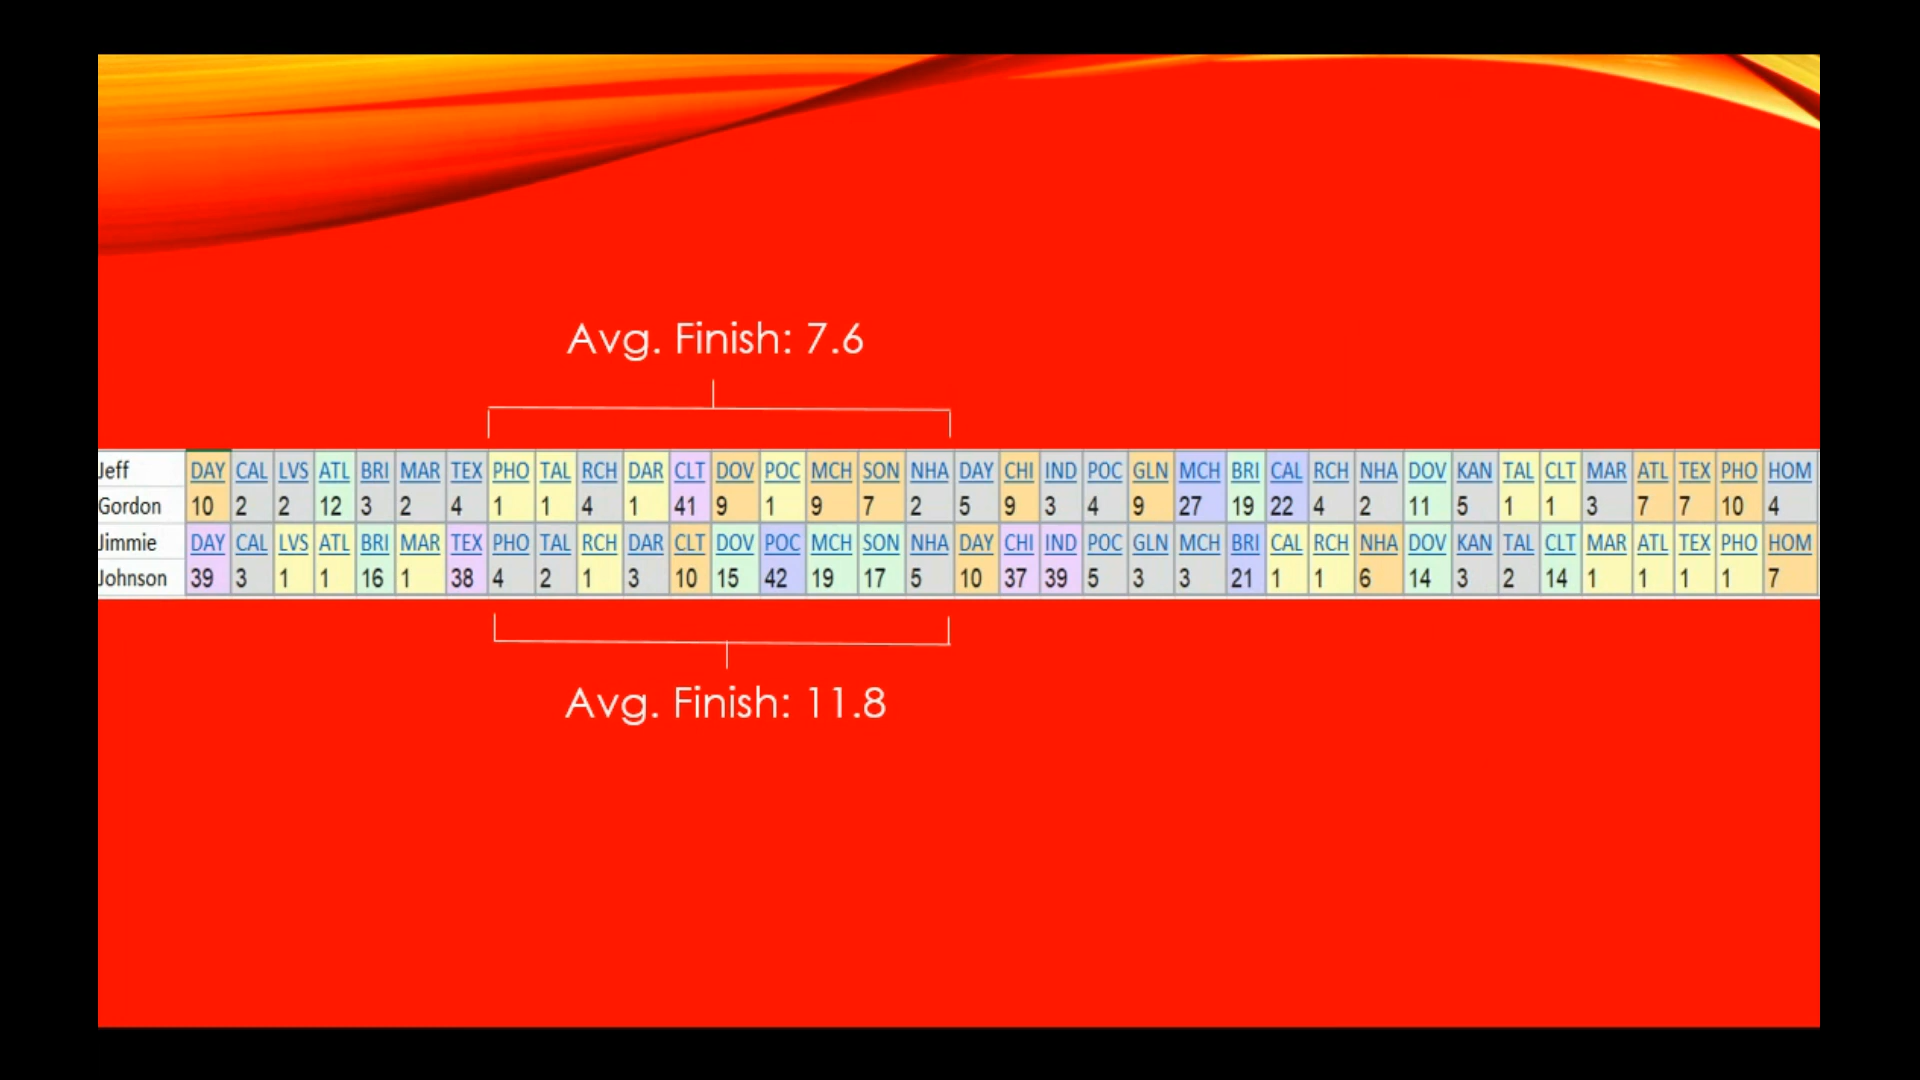 Avg. Finish: 7.6
Jeff DAY CAL LVS ATL BRI MAR TEX PHO TAL RCH DAR CLT DOV POC MCH SON NHA DAY CHI IND POC GLN MCH BRI CAL RCH NHA DOV KAN TAL CLT MAR ATL TEX PHO HOM
Gordon 10 2 2 12 3 2 4 1 1 4 1 41 9 1 9 7 2 5 9 3 4 9 27 19 22 4 2 11 5 1 1 3 7 7 10 4
Jimmie DAY CAL LVS ATL BRI MAR TEX PHO TAL RCH DAR CLT DOV POC MCH SON NHA DAY CHI IND POC GLN MCH BRI CAL RCH NHA DOV KAN TAL CLT MAR ATL TEX PHO HOM
Johnson 39 3 1 1 16 1 38 4 2 1 3 10 15 42 19 17 5 10 37 39 5 3 3 21 1 1 6 14 3 2 14 1 1 1 1 7
Avg. Finish: 11.8